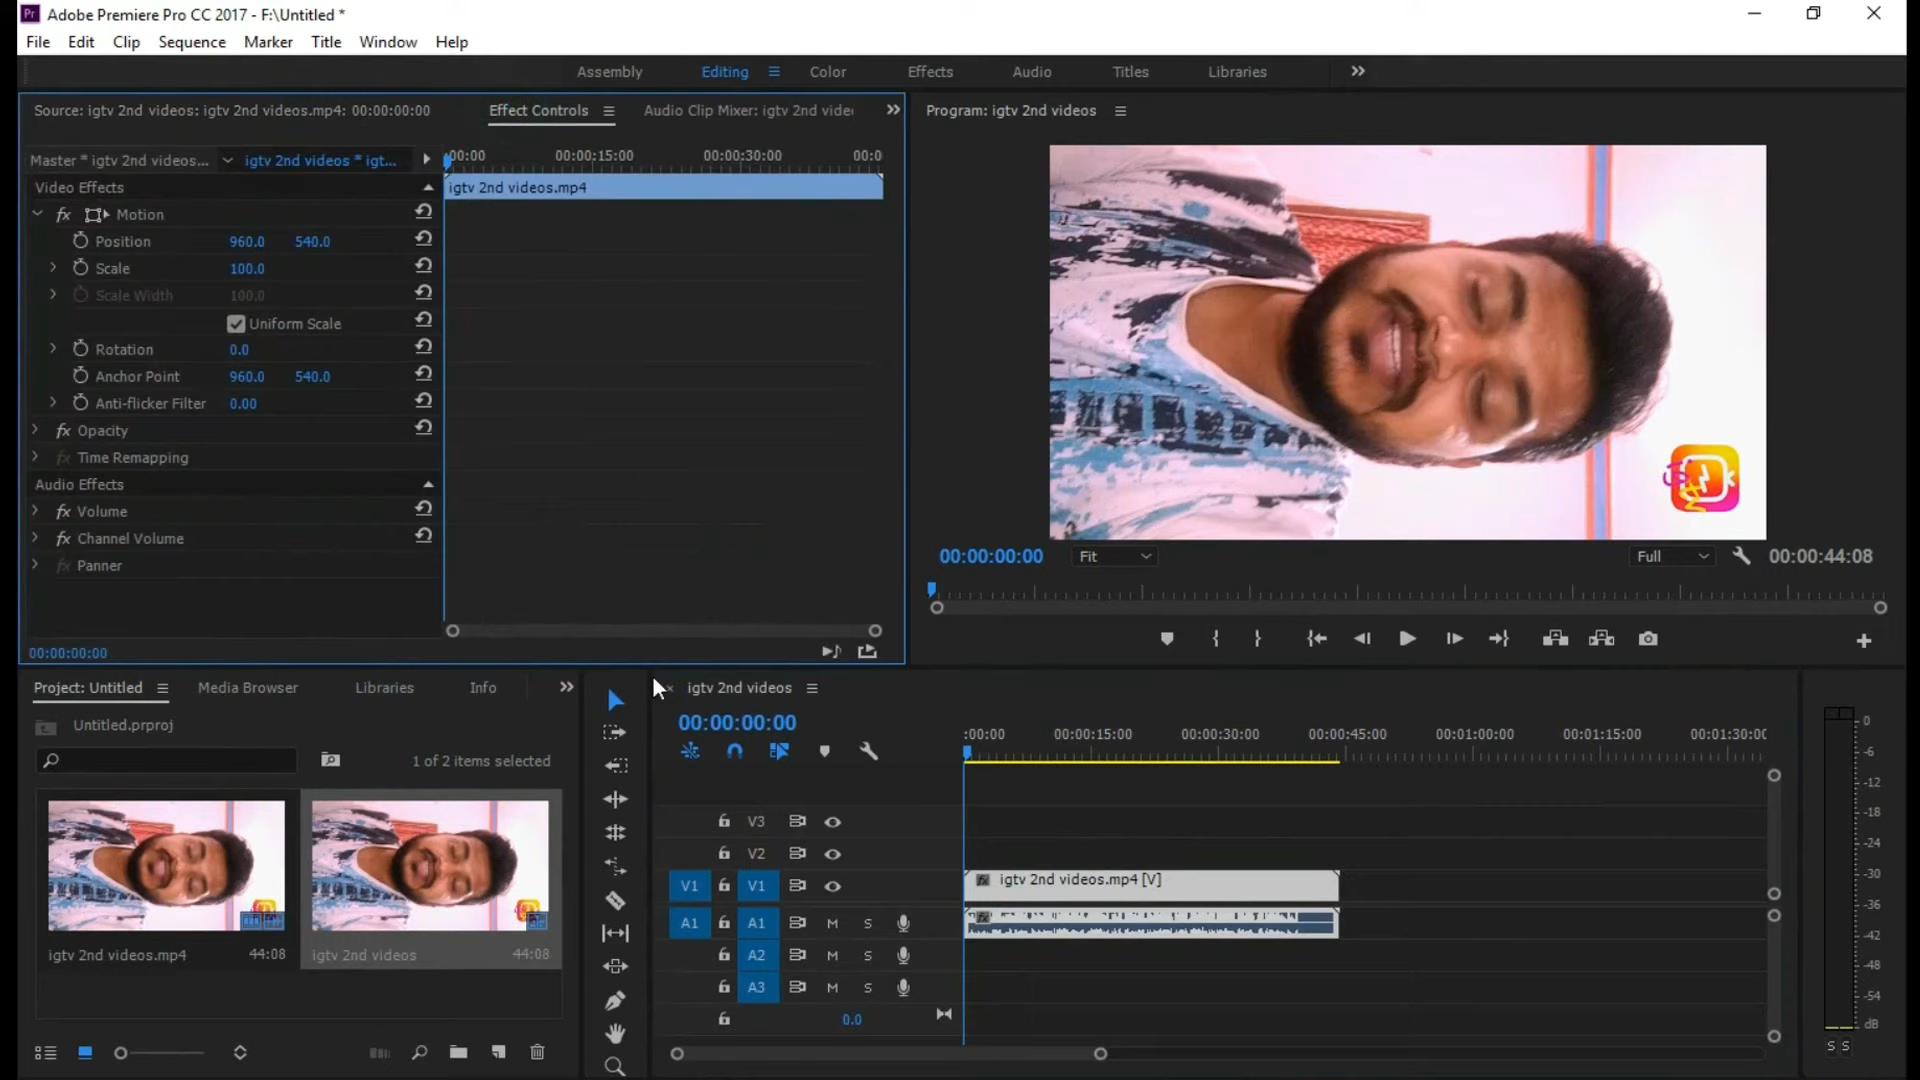 Adobe Premiere Pro CC 2017 - F:\Untitled *
File Edit Clip Sequence Marker Title Window Help
Assembly Editing Color Effects Audio Titles Libraries
Source: igtv 2nd videos: igtv 2nd videos.mp4: 00:00:00:00 Effect Controls Audio Clip Mixer: igtv 2nd
Master * igtv 2nd videos... igtv 2nd videos * igt...
:00:00 00:00:15:00 00:00:30:00 00:0
Video Effects
igtv 2nd videos.mp4
fx Motion
Position 960.0 540.0
Scale 100.0
Scale Width 100.0
Uniform Scale
Rotation 0.0
Anchor Point 960.0 540.0
Anti-flicker Filter 0.00
fx Opacity
fx Time Remapping
Audio Effects
fx Volume
fx Channel Volume
fx Panner
00:00:00:00
Program: igtv 2nd videos
00:00:00:00 Fit Full 00:00:44:08
Project: Untitled Media Browser Libraries Info
Untitled.prproj
1 of 2 items selected
igtv 2nd videos.mp4 44:08
igtv 2nd videos 44:08
igtv 2nd videos
00:00:00:00
:00:00 00:00:15:00 00:00:30:00 00:00:45:00 00:01:00:00 00:01:15:00 00:01:30:00
V3
V2
V1 V1 fx igtv 2nd videos.mp4 [V]
A1 A1 M S fx
A2 M S
A3 M S
0.0
0
-6
-12
-18
-24
-30
-36
-42
-48
-54
dB
S S